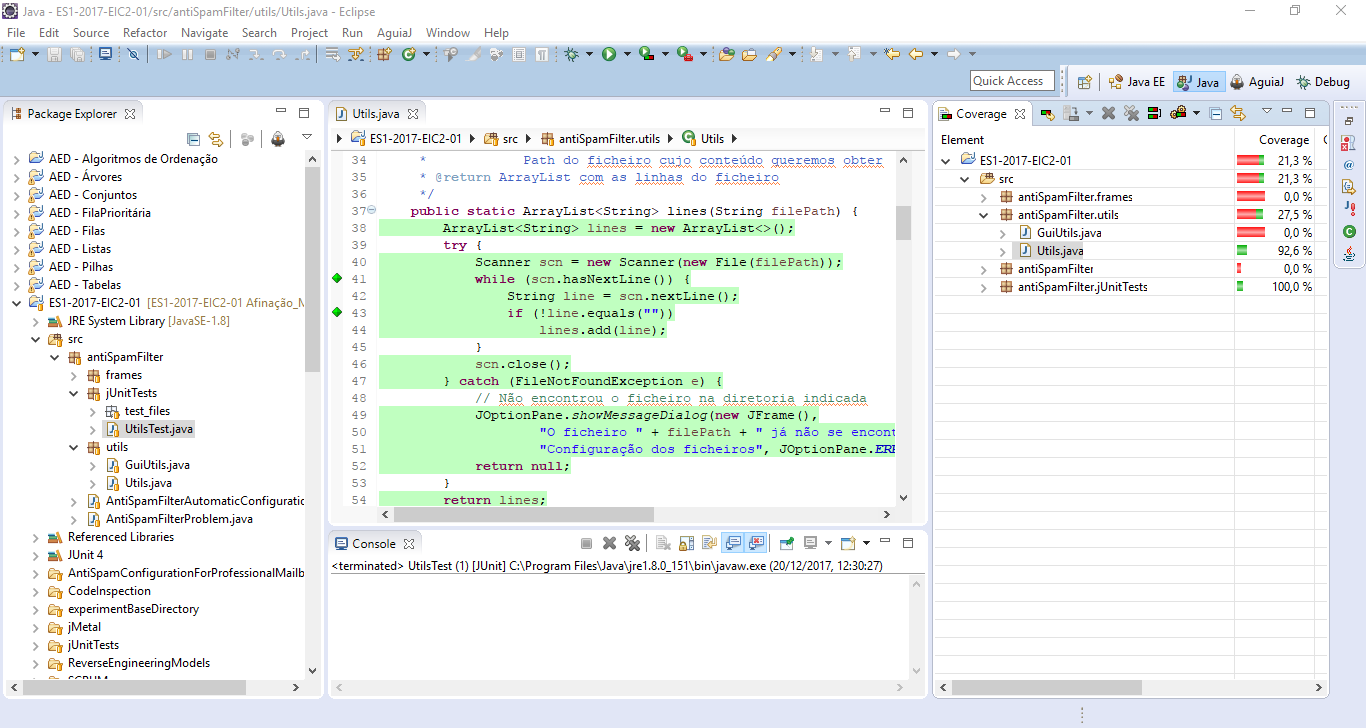 Java - ES1-2017-EIC2-01/src/antiSpamFilter/utils/Utils.java - Eclipse
File Edit Source Refactor Navigate Search Project Run AguiaJ Window Help
Quick Access
Java EE
Java
AguiaJ
Debug
Package Explorer
AED - Algoritmos de Ordenação
AED - Árvores
AED - Conjuntos
AED - FilaPrioritária
AED - Filas
AED - Listas
AED - Pilhas
AED - Tabelas
ES1-2017-EIC2-01 [ES1-2017-EIC2-01 Afinação_M
JRE System Library [JavaSE-1.8]
src
antiSpamFilter
frames
jUnitTests
test_files
UtilsTest.java
utils
GuiUtils.java
Utils.java
AntiSpamFilterAutomaticConfiguratio
AntiSpamFilterProblem.java
Referenced Libraries
JUnit 4
AntiSpamConfigurationForProfessionalMailb
CodeInspection
experimentBaseDirectory
jMetal
jUnitTests
ReverseEngineeringModels
SCRUM
Utils.java
ES1-2017-EIC2-01 src antiSpamFilter.utils Utils
34 * Path do ficheiro cujo conteúdo queremos obter
35 * @return ArrayList com as linhas do ficheiro
36 */
37 public static ArrayList<String> lines(String filePath) {
38 ArrayList<String> lines = new ArrayList<>();
39 try {
40 Scanner scn = new Scanner(new File(filePath));
41 while (scn.hasNextLine()) {
42 String line = scn.nextLine();
43 if (!line.equals(""))
44 lines.add(line);
45 }
46 scn.close();
47 } catch (FileNotFoundException e) {
48 // Não encontrou o ficheiro na diretoria indicada
49 JOptionPane.showMessageDialog(new JFrame(),
50 "O ficheiro " + filePath + " já não se encont
51 "Configuração dos ficheiros", JOptionPane.ERR
52 return null;
53 }
54 return lines;
Console
<terminated> UtilsTest (1) [JUnit] C:\Program Files\Java\jre1.8.0_151\bin\javaw.exe (20/12/2017, 12:30:27)
Coverage
Element Coverage C
ES1-2017-EIC2-01 21,3 %
src 21,3 %
antiSpamFilter.frames 0,0 %
antiSpamFilter.utils 27,5 %
GuiUtils.java 0,0 %
Utils.java 92,6 %
antiSpamFilter 0,0 %
antiSpamFilter.jUnitTests 100,0 %